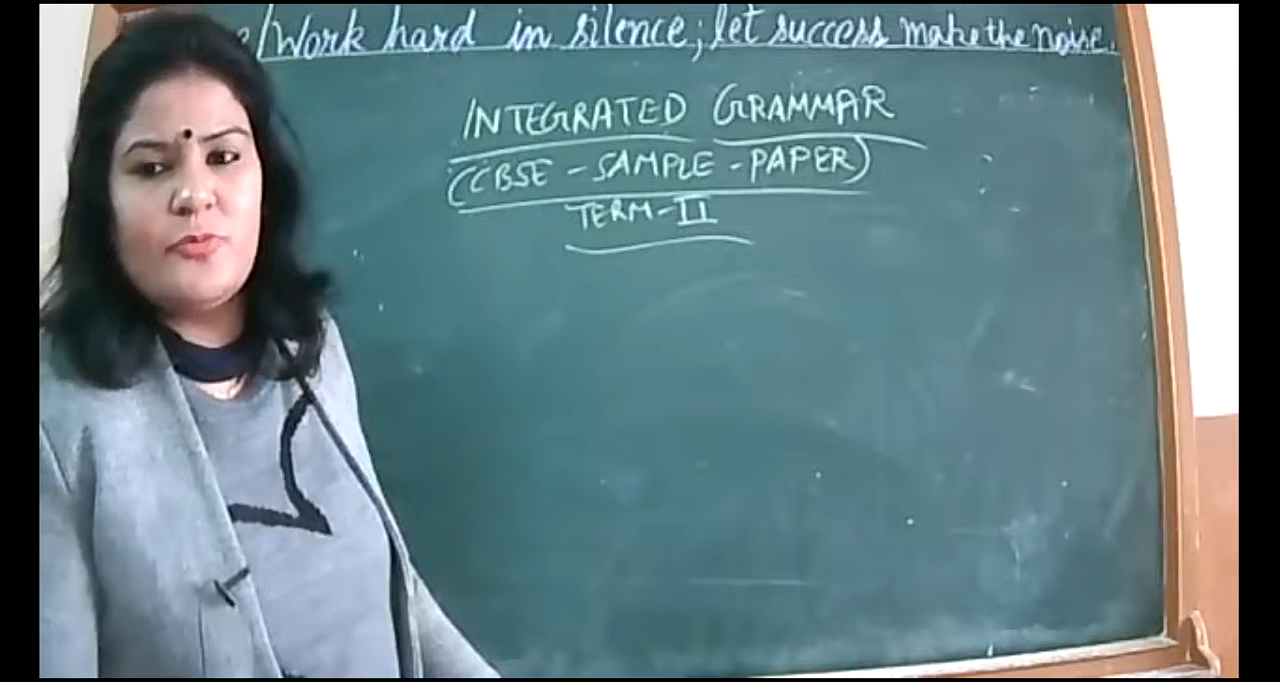 Work hard in silence; let success make the noise.
INTEGRATED GRAMMAR
(CBSE - SAMPLE - PAPER)
TERM-II